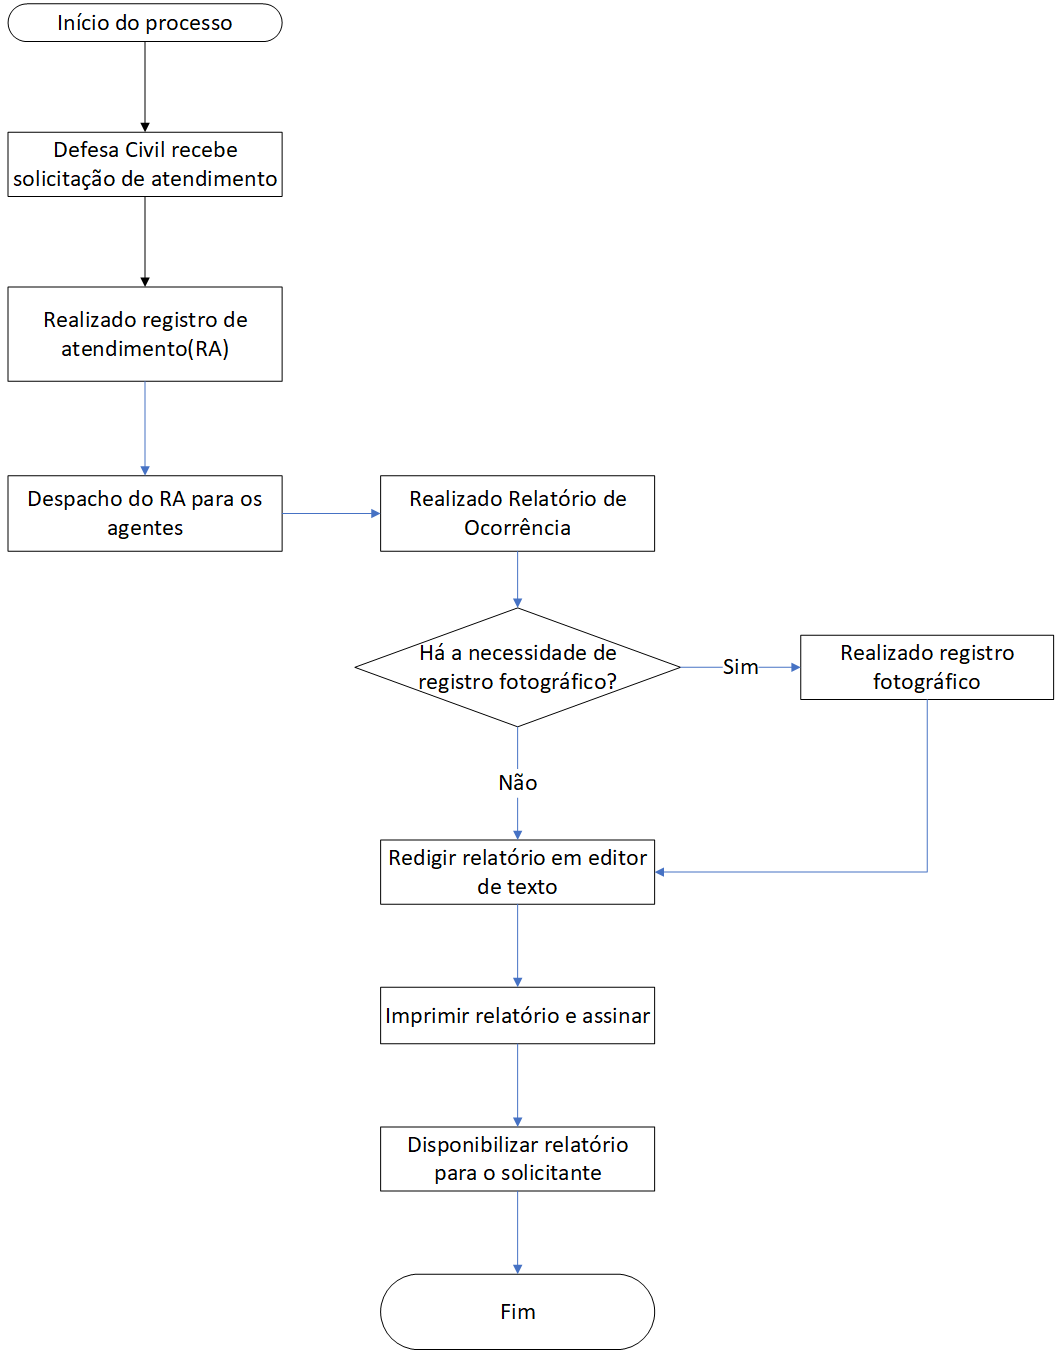 Início do processo
Defesa Civil recebe
solicitação de atendimento
Realizado registro de
atendimento(RA)
Despacho do RA para os
agentes
Realizado Relatório de
Ocorrência
Há a necessidade de
registro fotográfico?
Sim
Realizado registro
fotográfico
Não
Redigir relatório em editor
de texto
Imprimir relatório e assinar
Disponibilizar relatório
para o solicitante
Fim